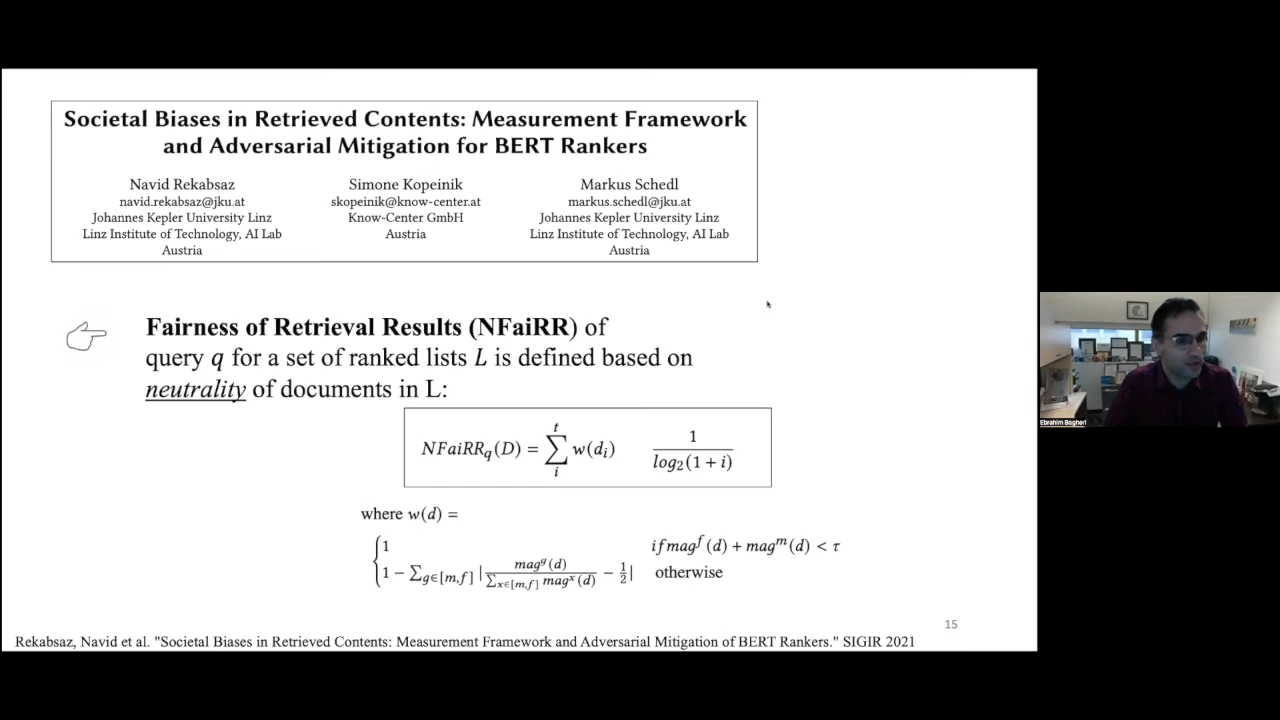 Societal Biases in Retrieved Contents: Measurement Framework
and Adversarial Mitigation for BERT Rankers
Navid Rekabsaz
navid.rekabsaz@jku.at
Johannes Kepler University Linz
Linz Institute of Technology, AI Lab
Austria
Simone Kopeinik
skopeinik@know-center.at
Know-Center GmbH
Austria
Markus Schedl
markus.schedl@jku.at
Johannes Kepler University Linz
Linz Institute of Technology, AI Lab
Austria
Fairness of Retrieval Results (NFaiRR) of
query q for a set of ranked lists L is defined based on
neutrality of documents in L:
NFaiRR_q(D) = ∑_i^t w(d_i) 1/log_2(1 + i)
where w(d) =
{1 if mag^f(d) + mag^m(d) < τ
1 − ∑_{g∈[m,f]} |mag^g(d)/∑_{x∈[m,f]} mag^x(d) − 1/2| otherwise
15
Rekabsaz, Navid et al. "Societal Biases in Retrieved Contents: Measurement Framework and Adversarial Mitigation of BERT Rankers." SIGIR 2021
Ebrahim Bagheri